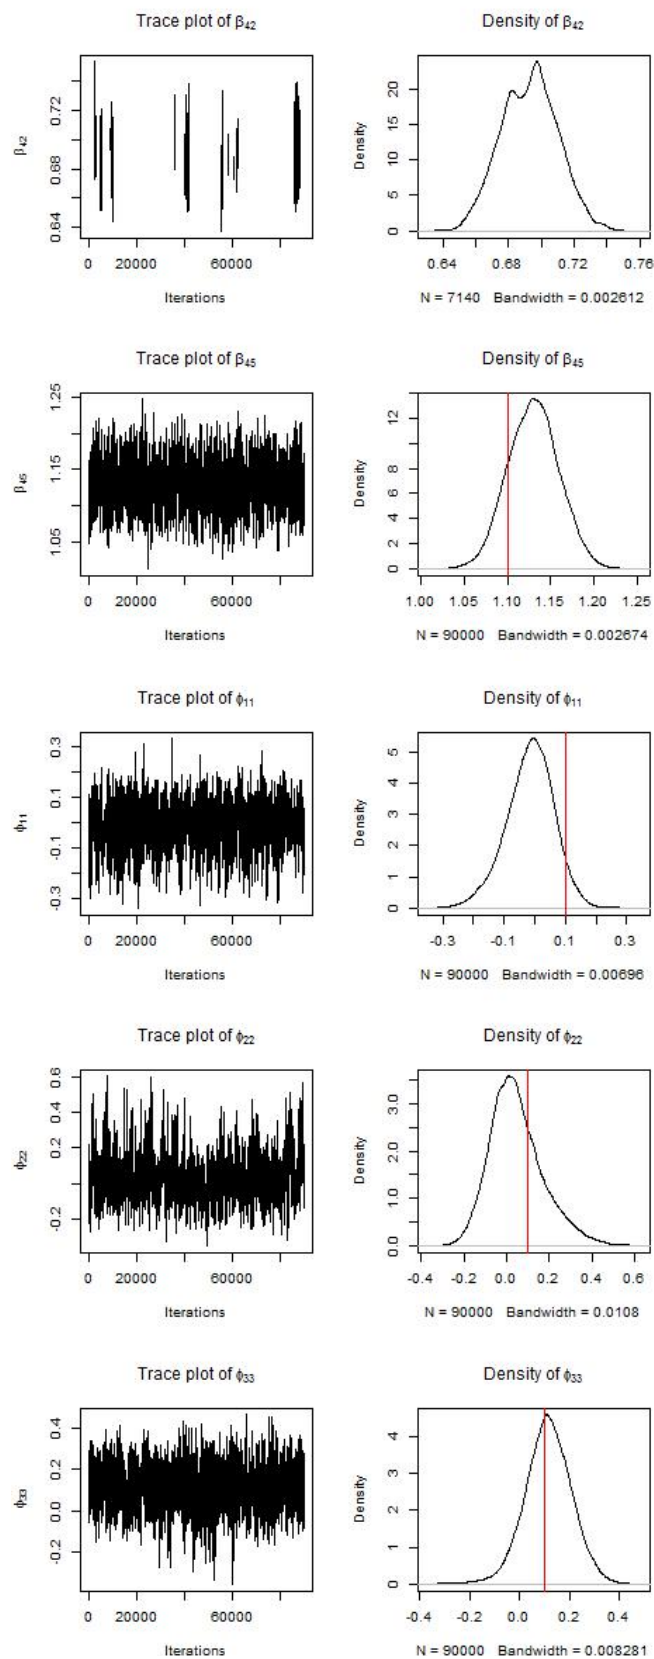 Trace plot of β42
Density of β42
β42
0.64 0.68 0.72
0 20000 60000
Iterations
Density
0 5 10 15 20
0.64 0.68 0.72 0.76
N = 7140 Bandwidth = 0.002612
Trace plot of β45
Density of β45
β45
1.05 1.15 1.25
0 20000 60000
Iterations
Density
0 2 4 6 8 12
1.00 1.05 1.10 1.15 1.20 1.25
N = 90000 Bandwidth = 0.002674
Trace plot of ϕ11
Density of ϕ11
ϕ11
-0.3 -0.1 0.1 0.3
0 20000 60000
Iterations
Density
0 1 2 3 4 5
-0.3 -0.1 0.1 0.3
N = 90000 Bandwidth = 0.00696
Trace plot of ϕ22
Density of ϕ22
ϕ22
-0.2 0.2 0.4 0.6
0 20000 60000
Iterations
Density
0.0 1.0 2.0 3.0
-0.4 -0.2 0.0 0.2 0.4 0.6
N = 90000 Bandwidth = 0.0108
Trace plot of ϕ33
Density of ϕ33
ϕ33
-0.2 0.0 0.2 0.4
0 20000 60000
Iterations
Density
0 1 2 3 4
-0.4 -0.2 0.0 0.2 0.4
N = 90000 Bandwidth = 0.008281